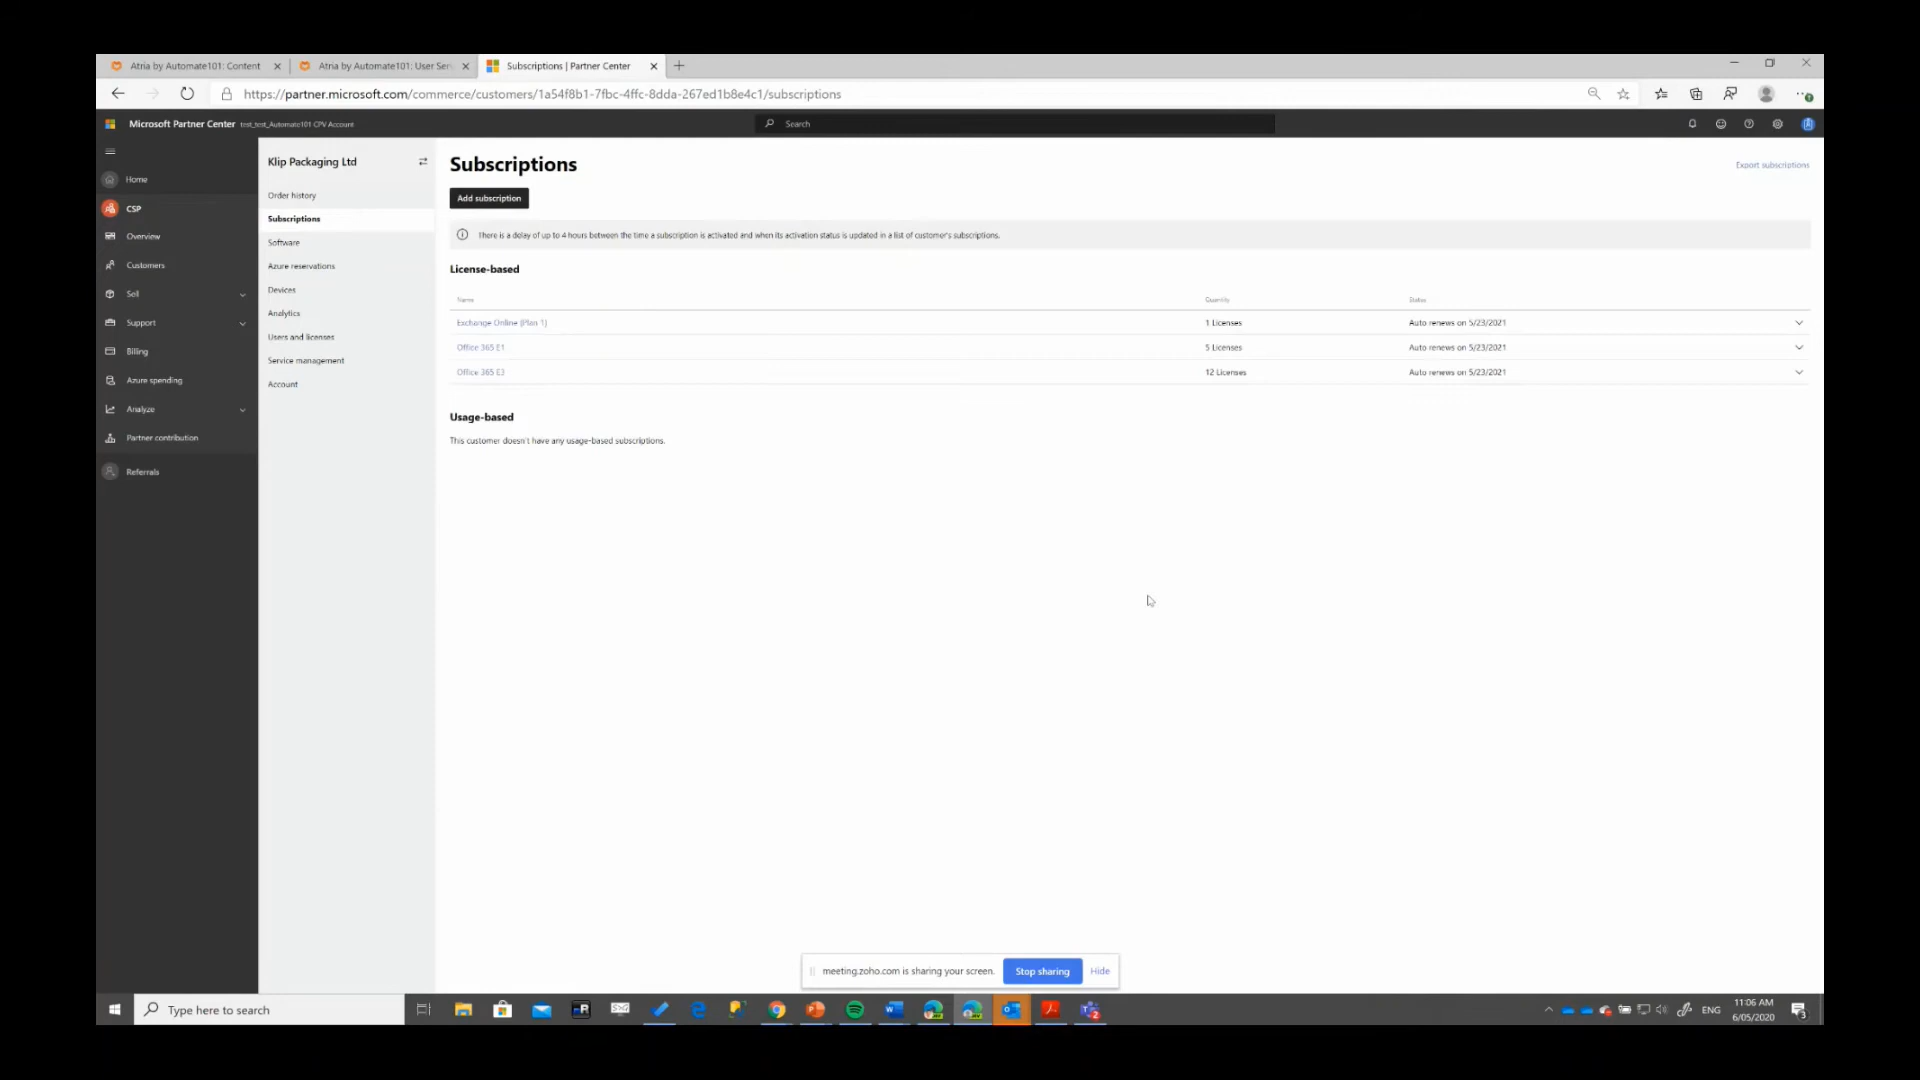 Atria by Automate101: Content
Atria by Automate101: User Ser
Subscriptions | Partner Center
https://partner.microsoft.com/commerce/customers/1a54f8b1-7fbc-4ffc-8dda-267ed1b8e4c1/subscriptions
Microsoft Partner Center
test_test_Automate101 CPV Account
Search
Home
CSP
Overview
Customers
Sell
Support
Billing
Azure spending
Analyze
Partner contribution
Referrals
Klip Packaging Ltd
Order history
Subscriptions
Software
Azure reservations
Devices
Analytics
Users and licenses
Service management
Account
Subscriptions
Export subscriptions
Add subscription
There is a delay of up to 4 hours between the time a subscription is activated and when its activation status is updated in a list of customer's subscriptions.
License-based
Name Quantity Status
Exchange Online (Plan 1) 1 Licenses Auto renews on 5/23/2021
Office 365 E1 5 Licenses Auto renews on 5/23/2021
Office 365 E3 12 Licenses Auto renews on 5/23/2021
Usage-based
This customer doesn't have any usage-based subscriptions.
meeting.zoho.com is sharing your screen.
Stop sharing
Hide
Type here to search
ENG
11:06 AM
6/05/2020